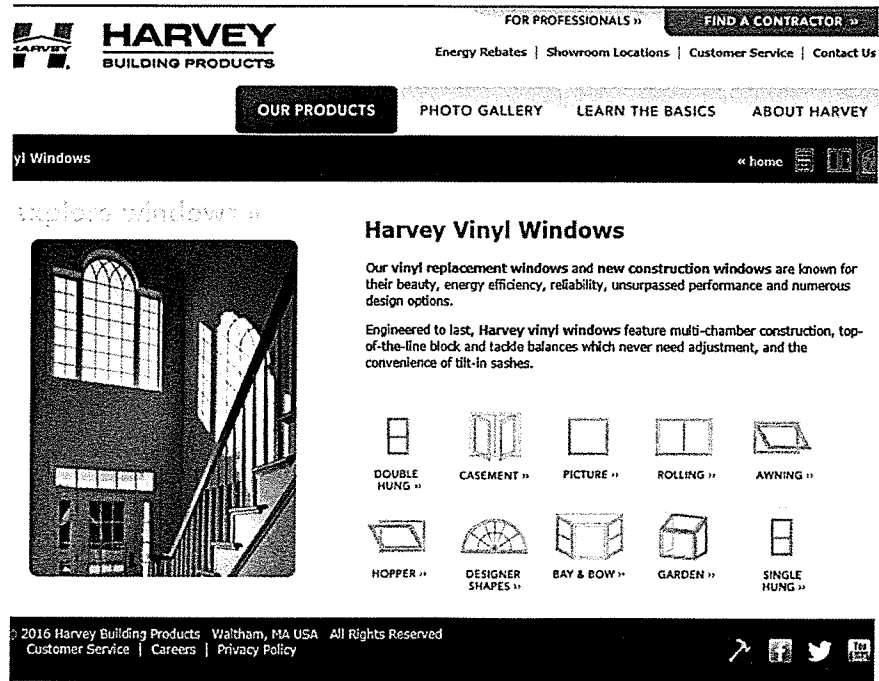 FOR PROFESSIONALS »
FIND A CONTRACTOR »
HARVEY
HARVEY
BUILDING PRODUCTS
Energy Rebates | Showroom Locations | Customer Service | Contact Us
OUR PRODUCTS
PHOTO GALLERY
LEARN THE BASICS
ABOUT HARVEY
yl Windows
« home
explore windows »
Harvey Vinyl Windows
Our vinyl replacement windows and new construction windows are known for
their beauty, energy efficiency, reliability, unsurpassed performance and numerous
design options.
Engineered to last, Harvey vinyl windows feature multi-chamber construction, top-
of-the-line block and tackle balances which never need adjustment, and the
convenience of tilt-in sashes.
DOUBLE
HUNG »
CASEMENT »
PICTURE »
ROLLING »
AWNING »
HOPPER »
DESIGNER
SHAPES »
BAY & BOW »
GARDEN »
SINGLE
HUNG »
© 2016 Harvey Building Products Waltham, MA USA All Rights Reserved
Customer Service | Careers | Privacy Policy
You